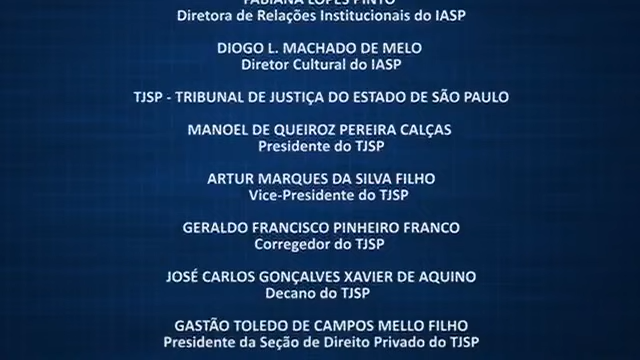 FABIANA LOPES PINTO
Diretora de Relações Institucionais do IASP
DIOGO L. MACHADO DE MELO
Diretor Cultural do IASP
TJSP - TRIBUNAL DE JUSTIÇA DO ESTADO DE SÃO PAULO
MANOEL DE QUEIROZ PEREIRA CALÇAS
Presidente do TJSP
ARTUR MARQUES DA SILVA FILHO
Vice-Presidente do TJSP
GERALDO FRANCISCO PINHEIRO FRANCO
Corregedor do TJSP
JOSÉ CARLOS GONÇALVES XAVIER DE AQUINO
Decano do TJSP
GASTÃO TOLEDO DE CAMPOS MELLO FILHO
Presidente da Seção de Direito Privado do TJSP